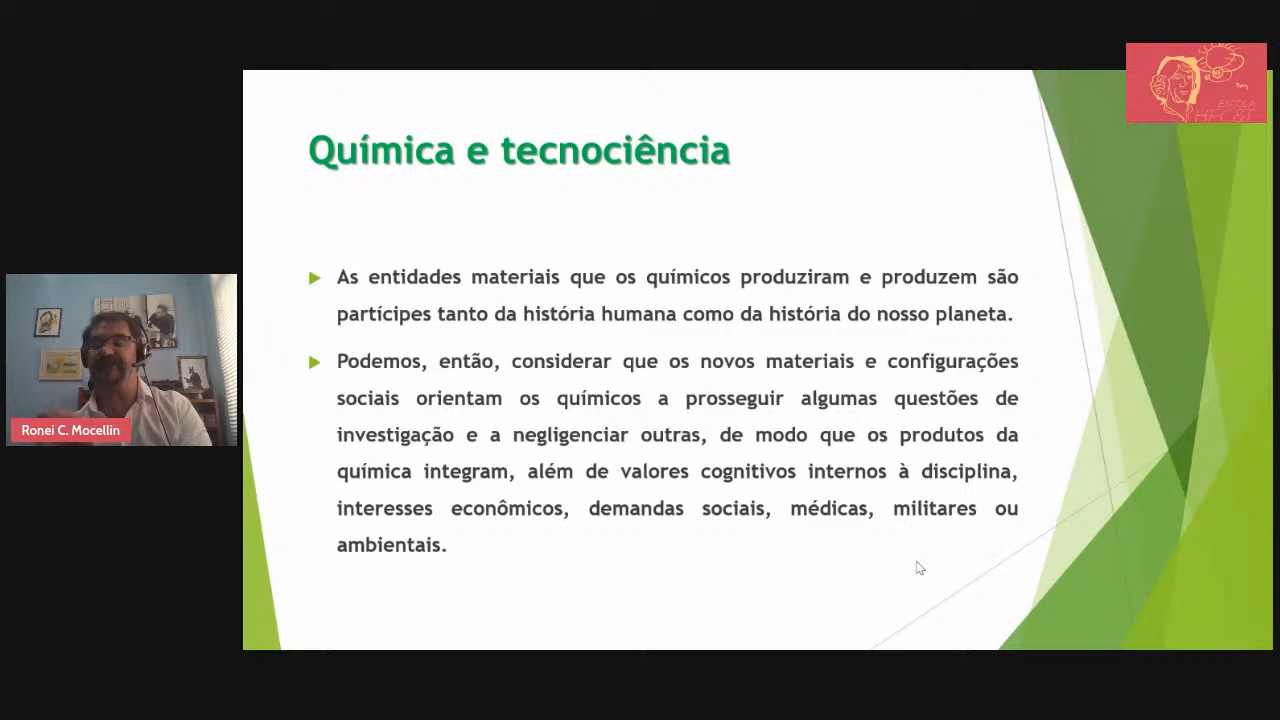 Química e tecnociência
As entidades materiais que os químicos produziram e produzem são
partícipes tanto da história humana como da história do nosso planeta.
Podemos, então, considerar que os novos materiais e configurações
sociais orientam os químicos a prosseguir algumas questões de
investigação e a negligenciar outras, de modo que os produtos da
química integram, além de valores cognitivos internos à disciplina,
interesses econômicos, demandas sociais, médicas, militares ou
ambientais.
Ronei C. Mocellin
ESCOLA
HFC&T